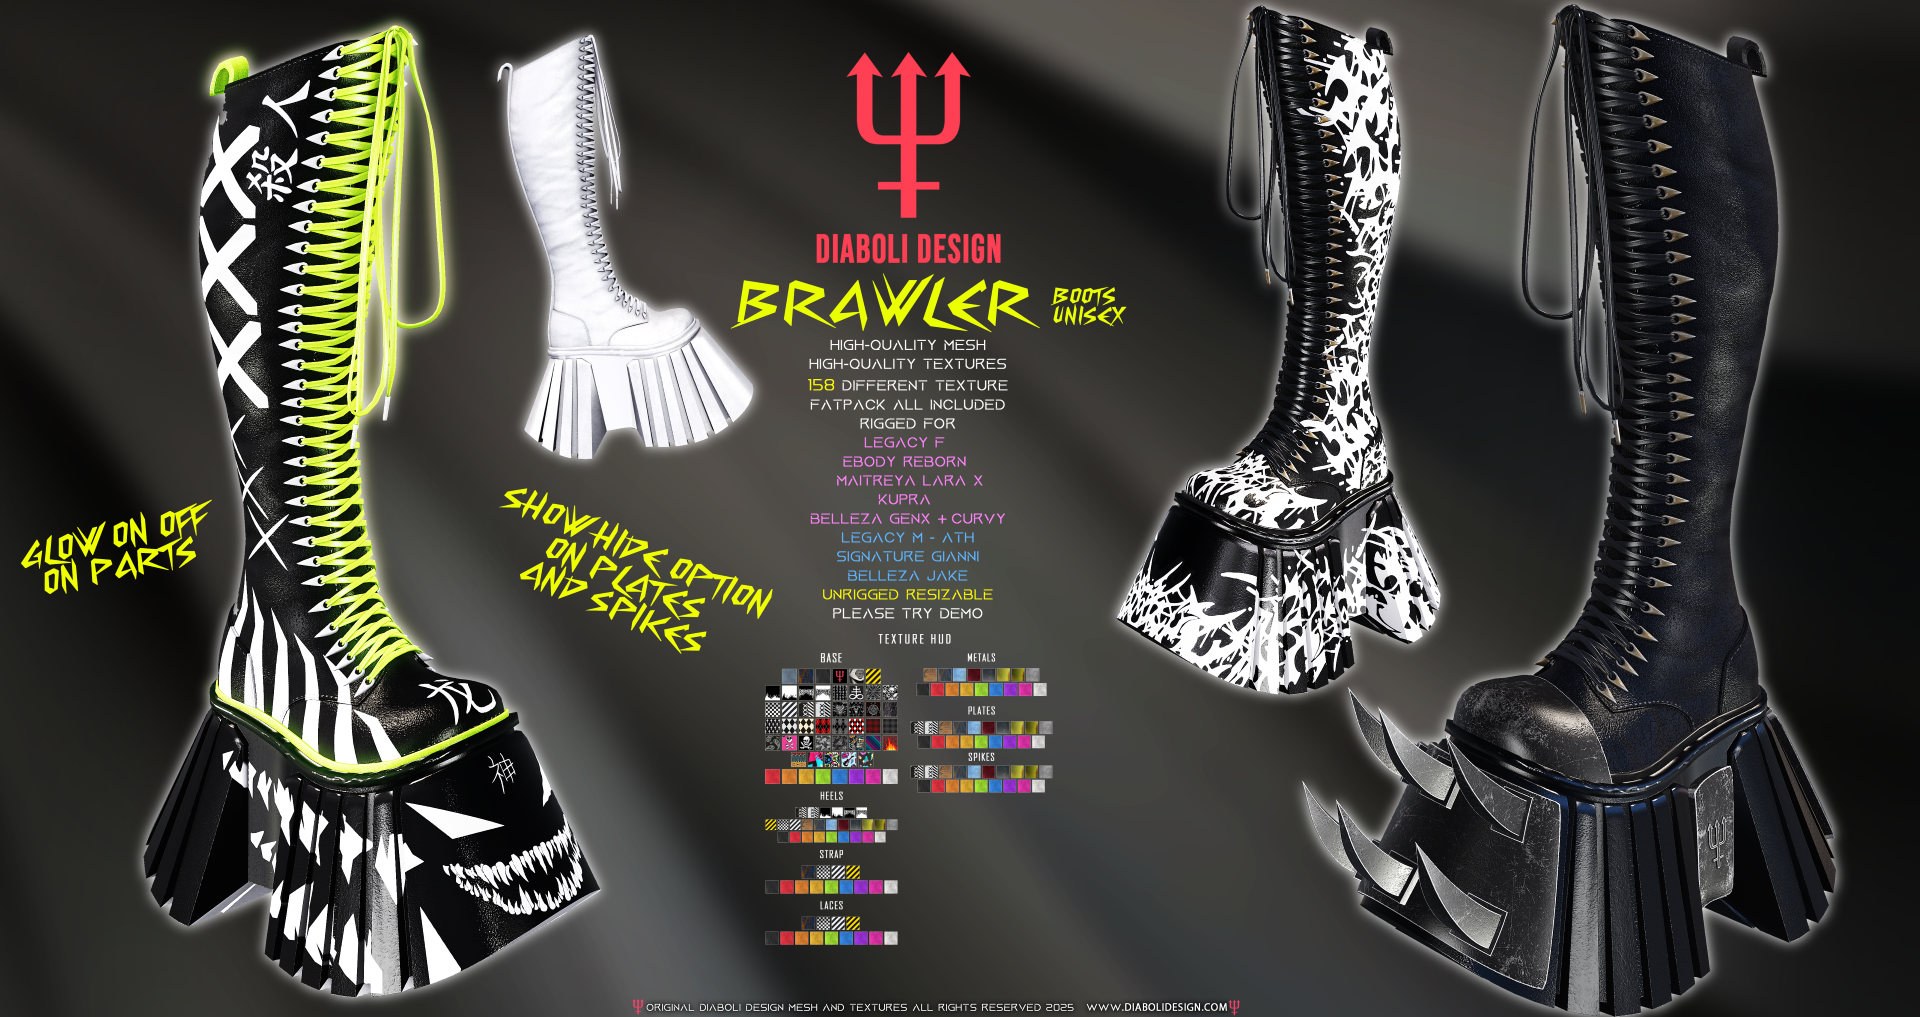 人
殺
DIABOLI DESIGN
BRAWLER
BOOTS
UNISEX
HIGH-QUALITY MESH
HIGH-QUALITY TEXTURES
158 DIFFERENT TEXTURE
FATPACK ALL INCLUDED
RIGGED FOR
LEGACY F
EBODY REBORN
MAITREYA LARA X
KUPRA
BELLEZA GENX + CURVY
LEGACY M - ATH
SIGNATURE GIANNI
BELLEZA JAKE
UNRIGGED RESIZABLE
PLEASE TRY DEMO
GLOW ON OFF
ON PARTS
SHOW-HIDE OPTION
ON PLATES
AND SPIKES
神
TEXTURE HUD
BASE
METALS
PLATES
SPIKES
HEELS
STRAP
LACES
ORIGINAL DIABOLI DESIGN MESH AND TEXTURES ALL RIGHTS RESERVED 2025 WWW.DIABOLIDESIGN.COM